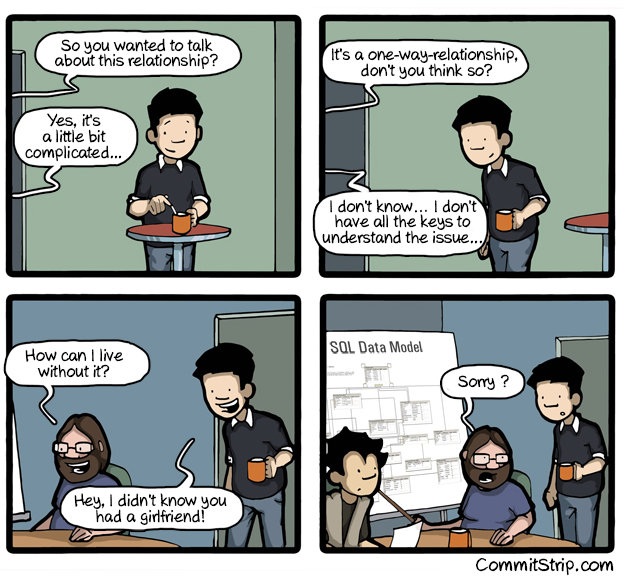 So you wanted to talk
about this relationship?
Yes, it's
a little bit
complicated...
It's a one-way-relationship,
don't you think so?
I don't know... I don't
have all the keys to
understand the issue...
How can I live
without it?
Hey, I didn't know you
had a girlfriend!
SQL Data Model
Sorry ?
CommitStrip.com